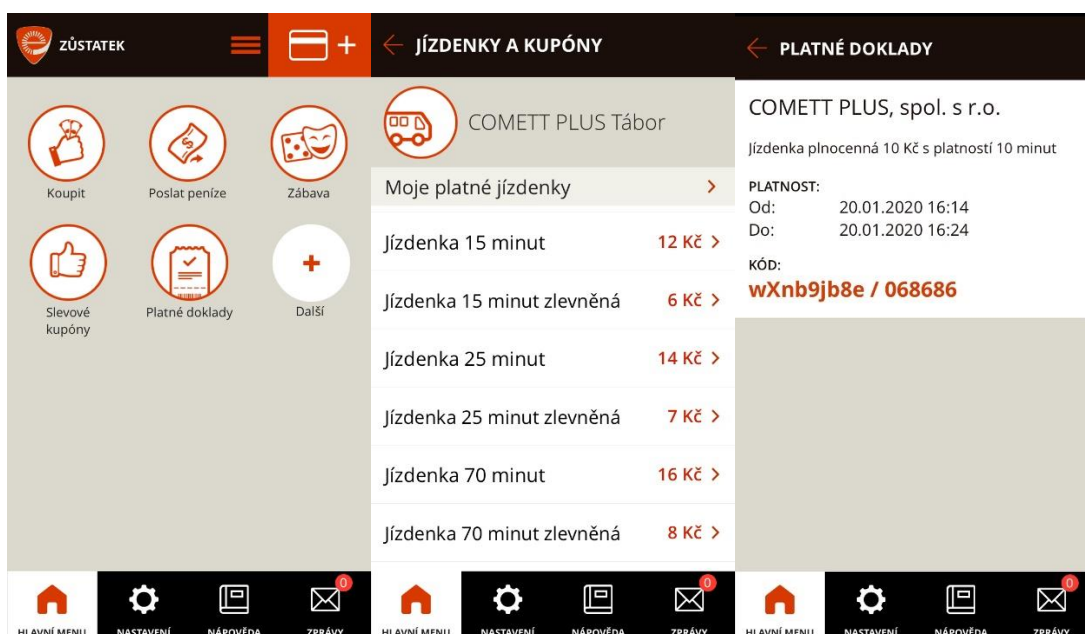 ZŮSTATEK
Koupit
Poslat peníze
Zábava
Slevové
kupóny
Platné doklady
Další
HLAVNÍ MENU
NASTAVENÍ
NÁPOVĚDA
0
ZPRÁVY
JÍZDENKY A KUPÓNY
COMETT PLUS Tábor
Moje platné jízdenky
Jízdenka 15 minut 12 Kč
Jízdenka 15 minut zlevněná 6 Kč
Jízdenka 25 minut 14 Kč
Jízdenka 25 minut zlevněná 7 Kč
Jízdenka 70 minut 16 Kč
Jízdenka 70 minut zlevněná 8 Kč
HLAVNÍ MENU
NASTAVENÍ
NÁPOVĚDA
0
ZPRÁVY
PLATNÉ DOKLADY
COMETT PLUS, spol. s r.o.
Jízdenka plnocenná 10 Kč s platností 10 minut
PLATNOST:
Od: 20.01.2020 16:14
Do: 20.01.2020 16:24
KÓD:
wXnb9jb8e / 068686
HLAVNÍ MENU
NASTAVENÍ
NÁPOVĚDA
0
ZPRÁVY